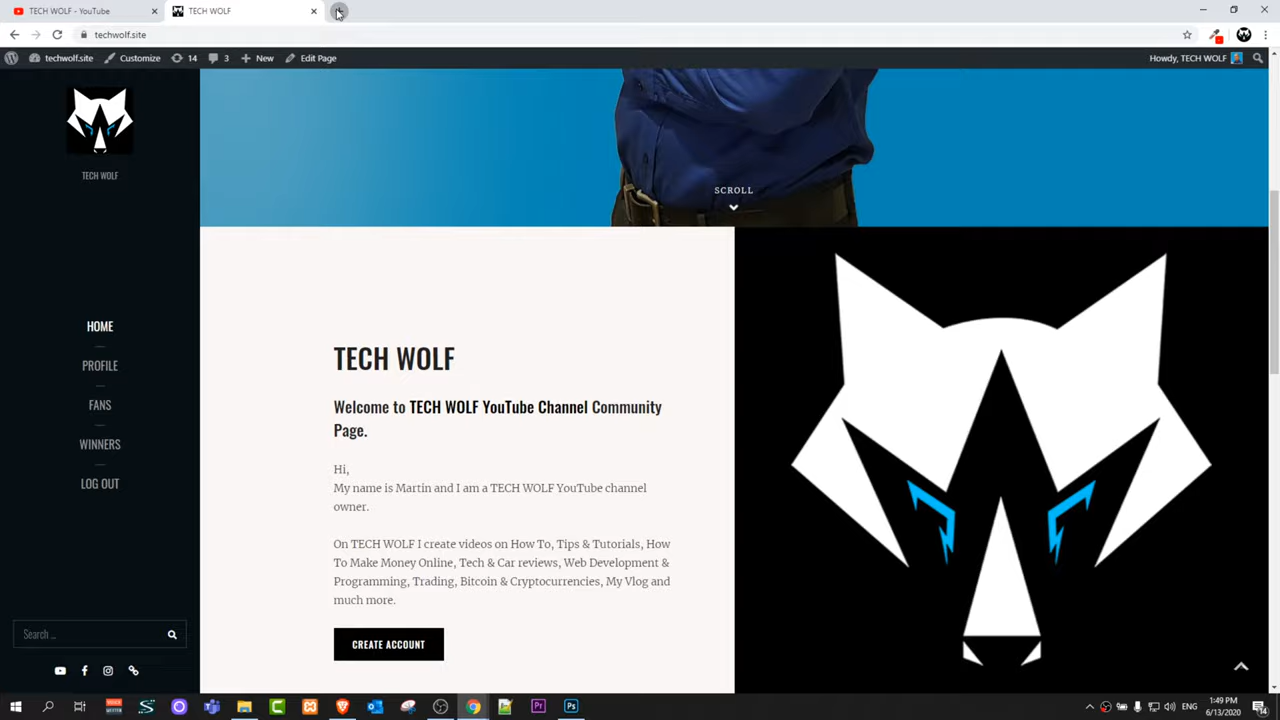 TECH WOLF - YouTube
TECH WOLF
techwolf.site
techwolf.site Customize 14 3 New Edit Page Howdy, TECH WOLF
TECH WOLF
HOME
PROFILE
FANS
WINNERS
LOG OUT
Search ...
SCROLL
TECH WOLF
Welcome to TECH WOLF YouTube Channel Community
Page.
Hi,
My name is Martin and I am a TECH WOLF YouTube channel
owner.
On TECH WOLF I create videos on How To, Tips & Tutorials, How
To Make Money Online, Tech & Car reviews, Web Development &
Programming, Trading, Bitcoin & Cryptocurrencies, My Vlog and
much more.
CREATE ACCOUNT
Pr
Ps
ENG
1:49 PM
6/13/2020
14